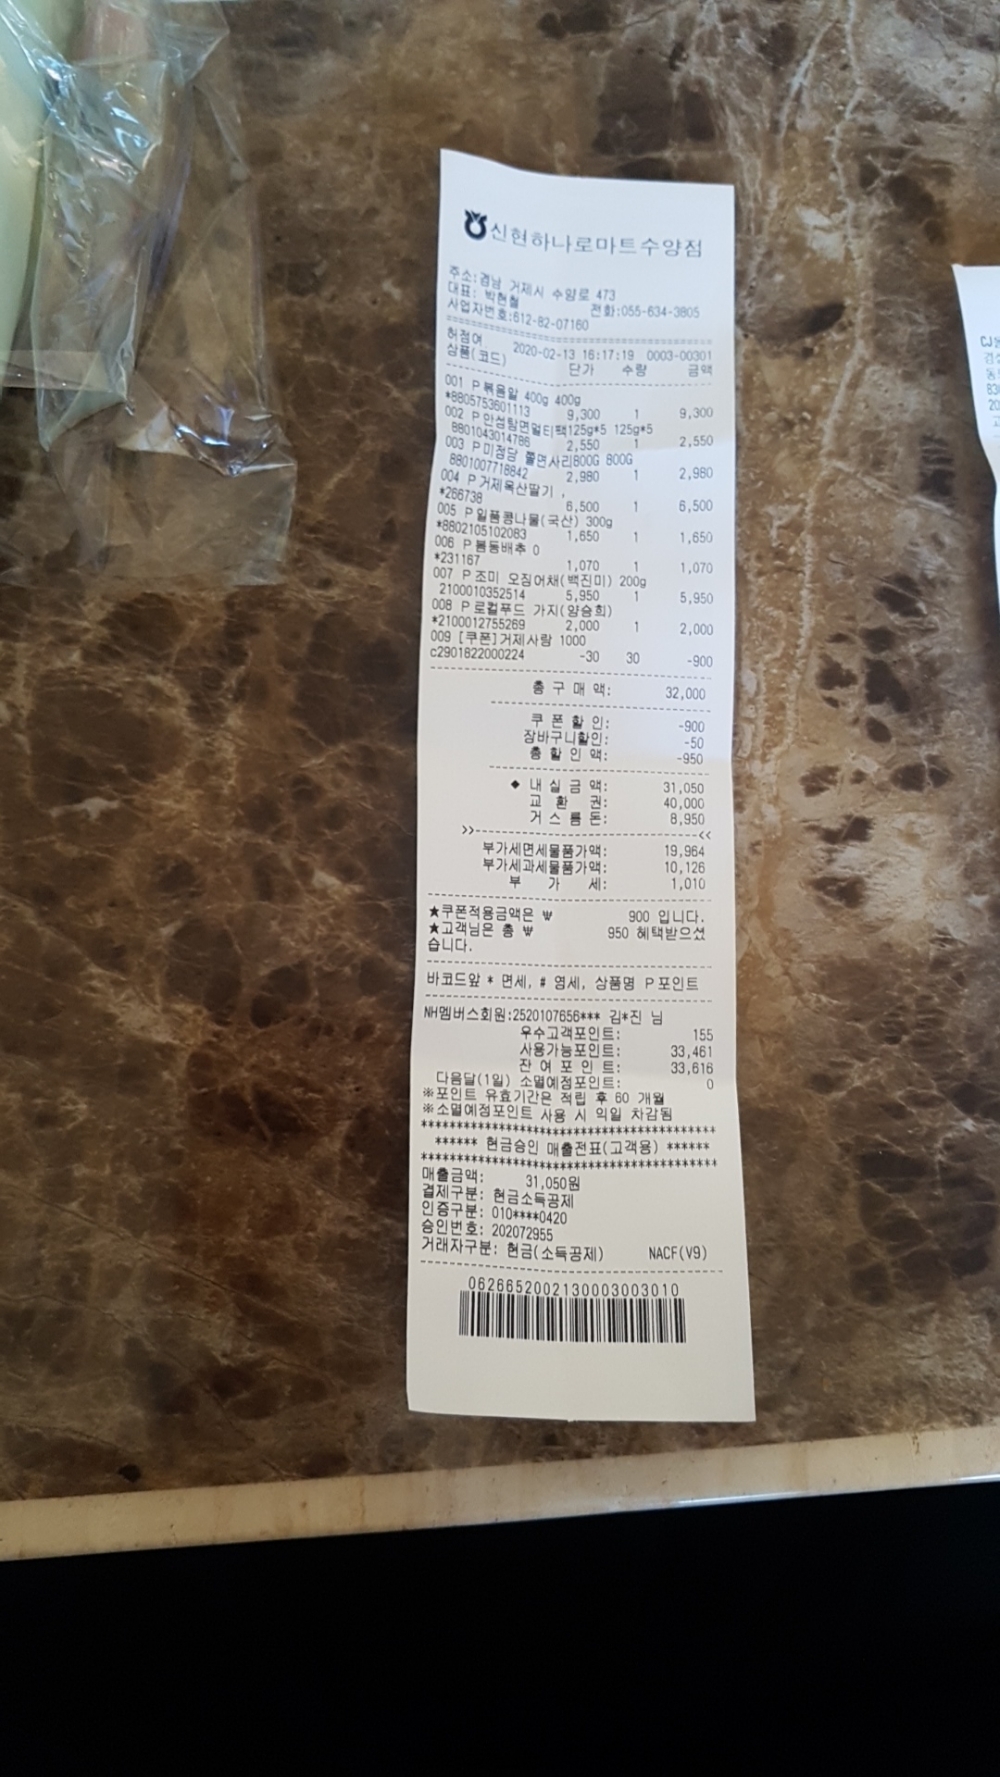 신현하나로마트수양점
주소:경남 거제시 수양로 473
대표: 박현철 전화:055-634-3805
사업자번호:612-82-07160
허점여 2020-02-13 16:17:19 0003-00301
상품(코드) 단가 수량 금액
001 P 볶음알 400g 400g
*8805753601113 9,300 1 9,300
002 P 안성탕면멀티팩125g*5 125g*5
8801043014786 2,550 1 2,550
003 P 미정당 쫄면사리800G 800G
8801007718842 2,980 1 2,980
004 P 거제옥산딸기 ,
*266738 6,500 1 6,500
005 P 일품콩나물(국산) 300g
*8802105102083 1,650 1 1,650
006 P 봄동배추 0
*231167 1,070 1 1,070
007 P 조미 오징어채(백진미) 200g
2100010352514 5,950 1 5,950
008 P 로컬푸드 가지(양승희)
*2100012755269 2,000 1 2,000
009 [쿠폰]거제사랑 1000
c2901822000224 -30 30 -900
총 구 매 액: 32,000
쿠 폰 할 인: -900
장바구니할인: -50
총 할 인 액: -950
◆ 내 실 금 액: 31,050
교 환 권: 40,000
거 스 름 돈: 8,950
>>------------------------------<<
부가세면세물품가액: 19,964
부가세과세물품가액: 10,126
부 가 세: 1,010
★쿠폰적용금액은 ₩ 900 입니다.
★고객님은 총 ₩ 950 혜택받으셨
습니다.
바코드앞 * 면세, # 영세, 상품명 P포인트
NH멤버스회원:2520107656*** 김*진 님
우수고객포인트: 155
사용가능포인트: 33,461
잔 여 포 인 트: 33,616
다음달(1일) 소멸예정포인트: 0
※포인트 유효기간은 적립 후 60 개월
※소멸예정포인트 사용 시 익일 차감됨
****** 현금승인 매출전표(고객용) ******
매출금액: 31,050원
결제구분: 현금소득공제
인증구분: 010****0420
승인번호: 202072955
거래자구분: 현금(소득공제) NACF(V9)
0626652002130003003010
CJ